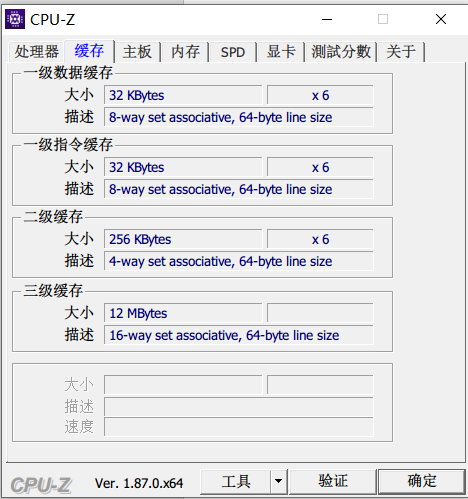 CPU-Z
处理器 缓存 主板 内存 SPD 显卡 測試分數 关于
一级数据缓存
大小 32 KBytes x 6
描述 8-way set associative, 64-byte line size
一级指令缓存
大小 32 KBytes x 6
描述 8-way set associative, 64-byte line size
二级缓存
大小 256 KBytes x 6
描述 4-way set associative, 64-byte line size
三级缓存
大小 12 MBytes
描述 16-way set associative, 64-byte line size
大小
描述
速度
CPU-Z Ver. 1.87.0.x64 工具 验证 确定